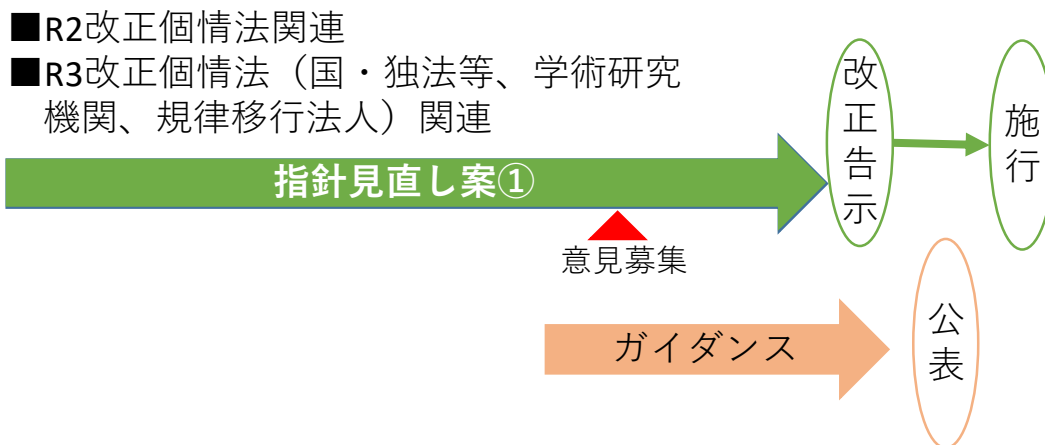 ■R2改正個情法関連
■R3改正個情法（国・独法等、学術研究
機関、規律移行法人）関連
指針見直し案①
改正告示
施行
意見募集
ガイダンス
公表